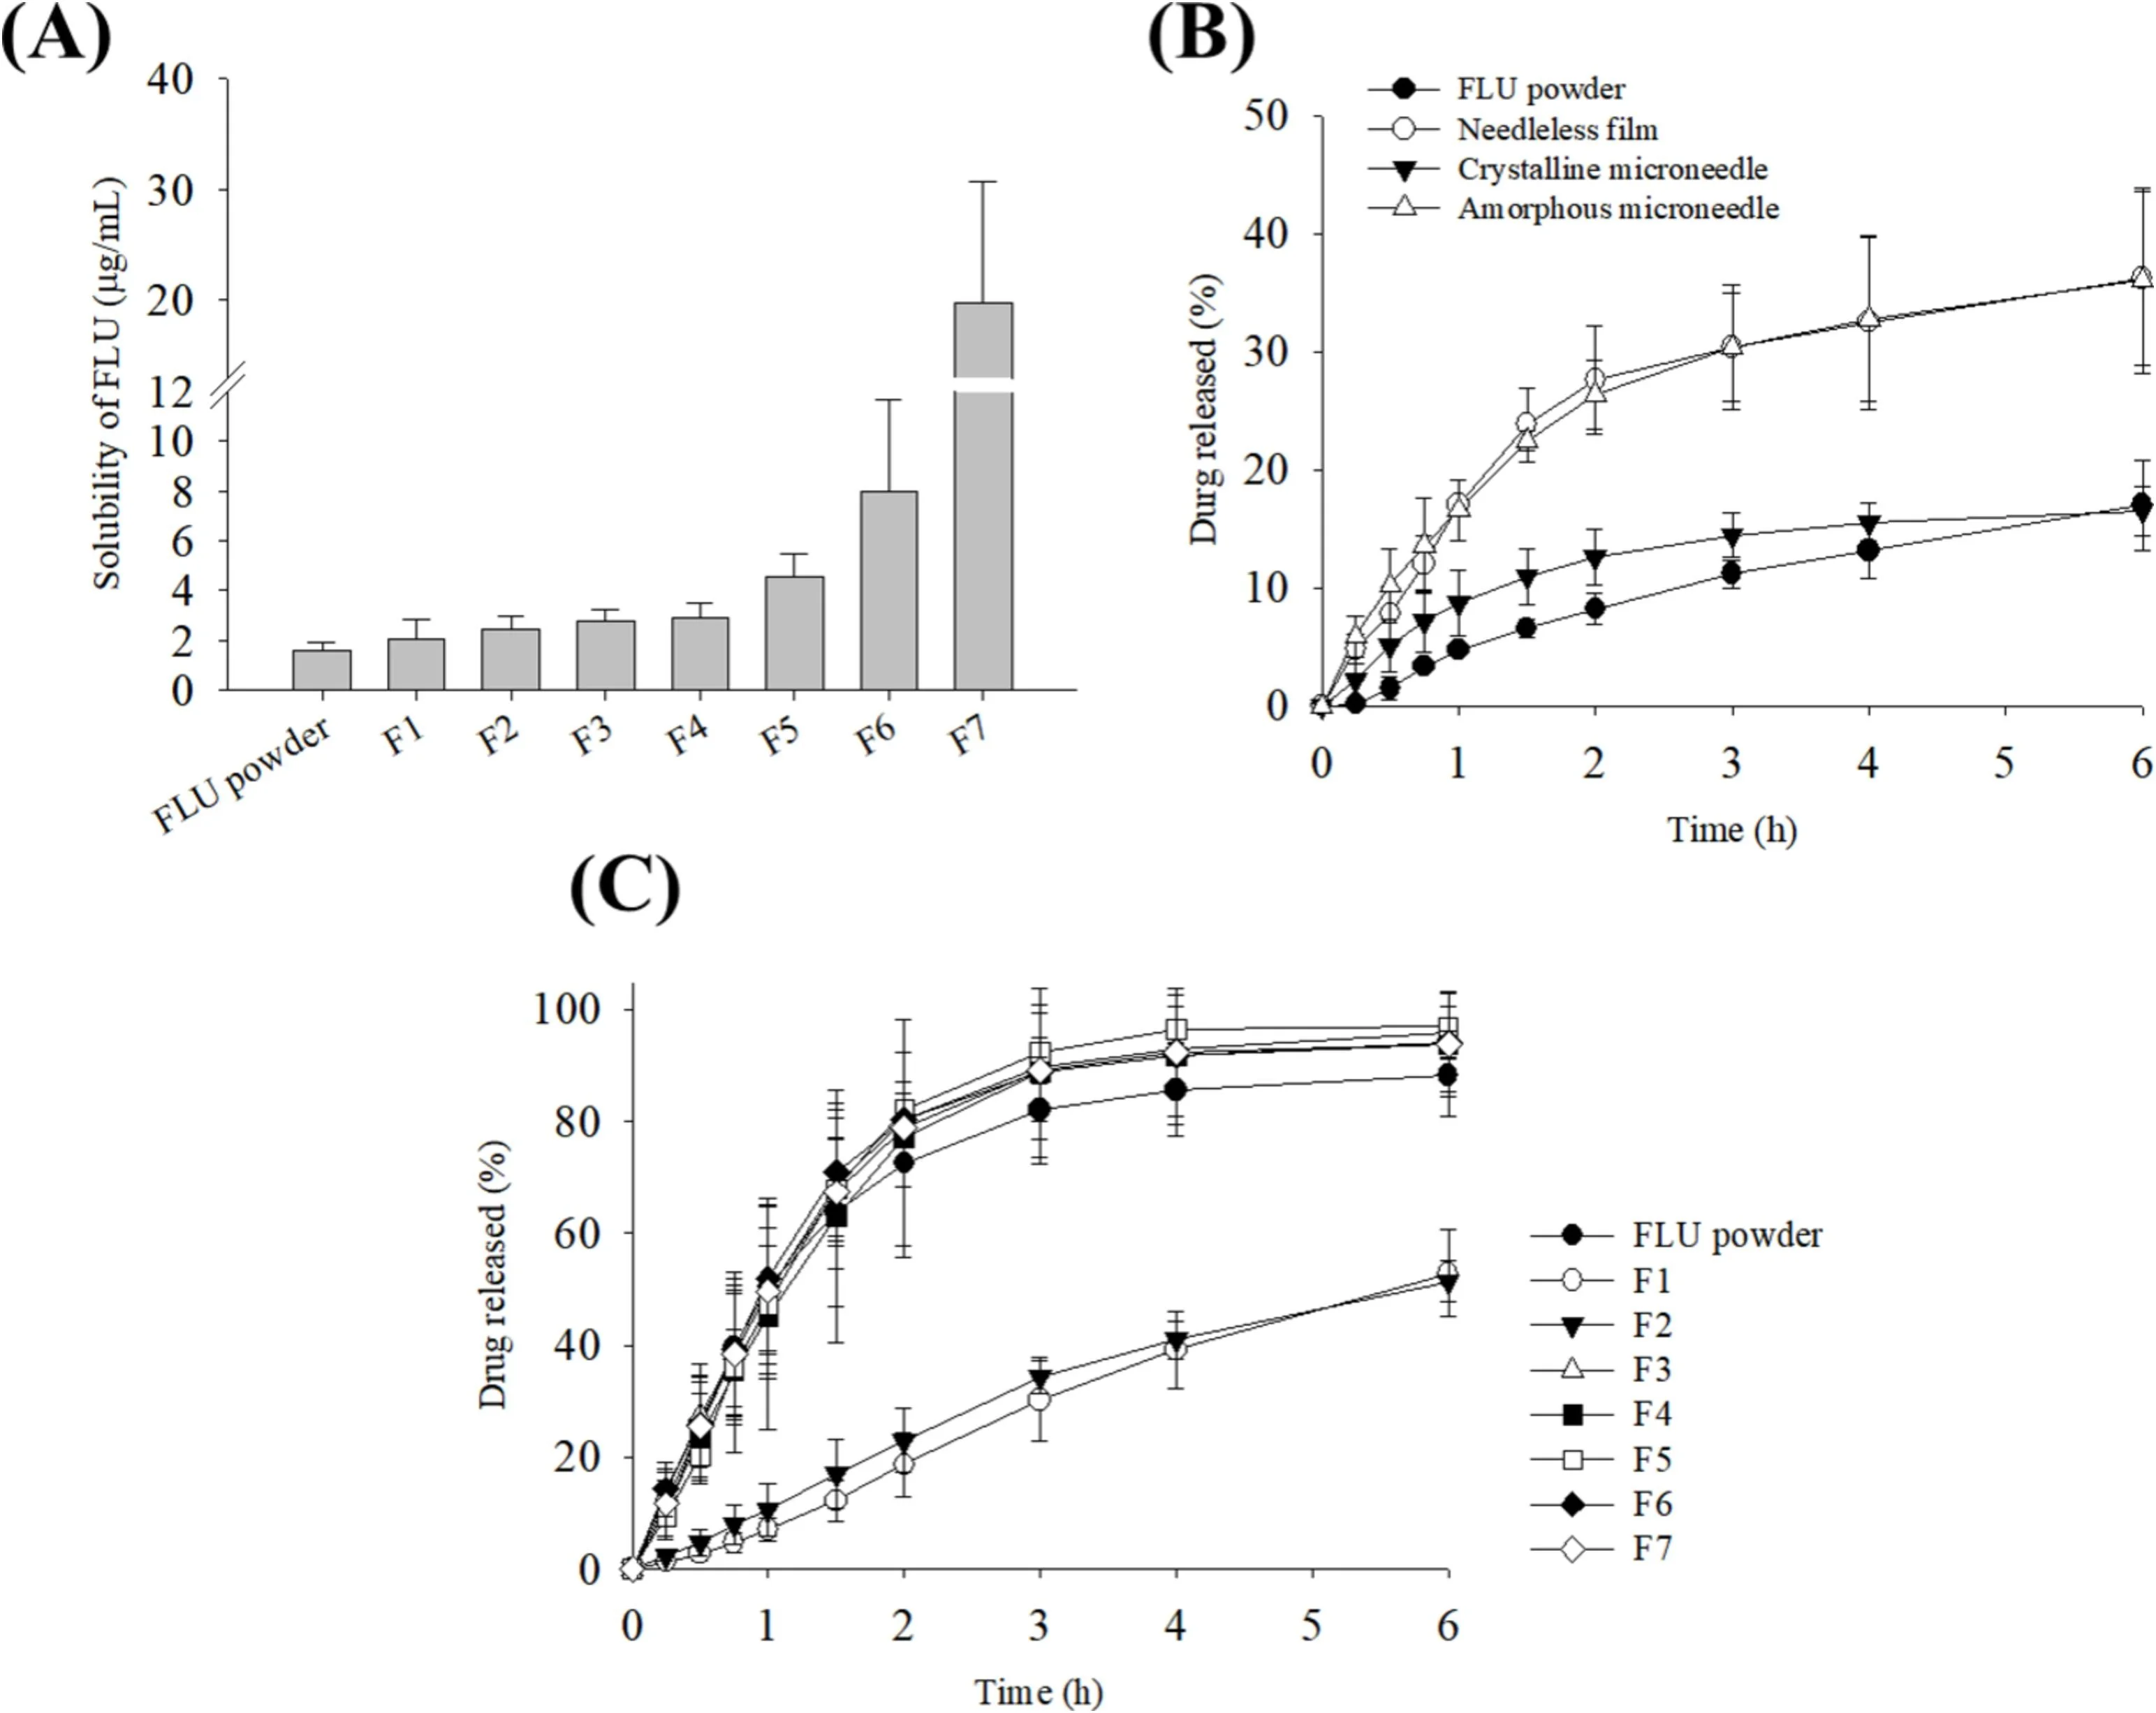 (A)
40
30
20
12
10
8
6
4
2
0
Solubility of FLU (µg/mL)
FLU powder
F1
F2
F3
F4
F5
F6
F7
(B)
FLU powder
Needleless film
Crystalline microneedle
Amorphous microneedle
50
40
30
20
10
0
Durg released (%)
0 1 2 3 4 5 6
Time (h)
(C)
100
80
60
40
20
0
Drug released (%)
0 1 2 3 4 5 6
Time (h)
FLU powder
F1
F2
F3
F4
F5
F6
F7